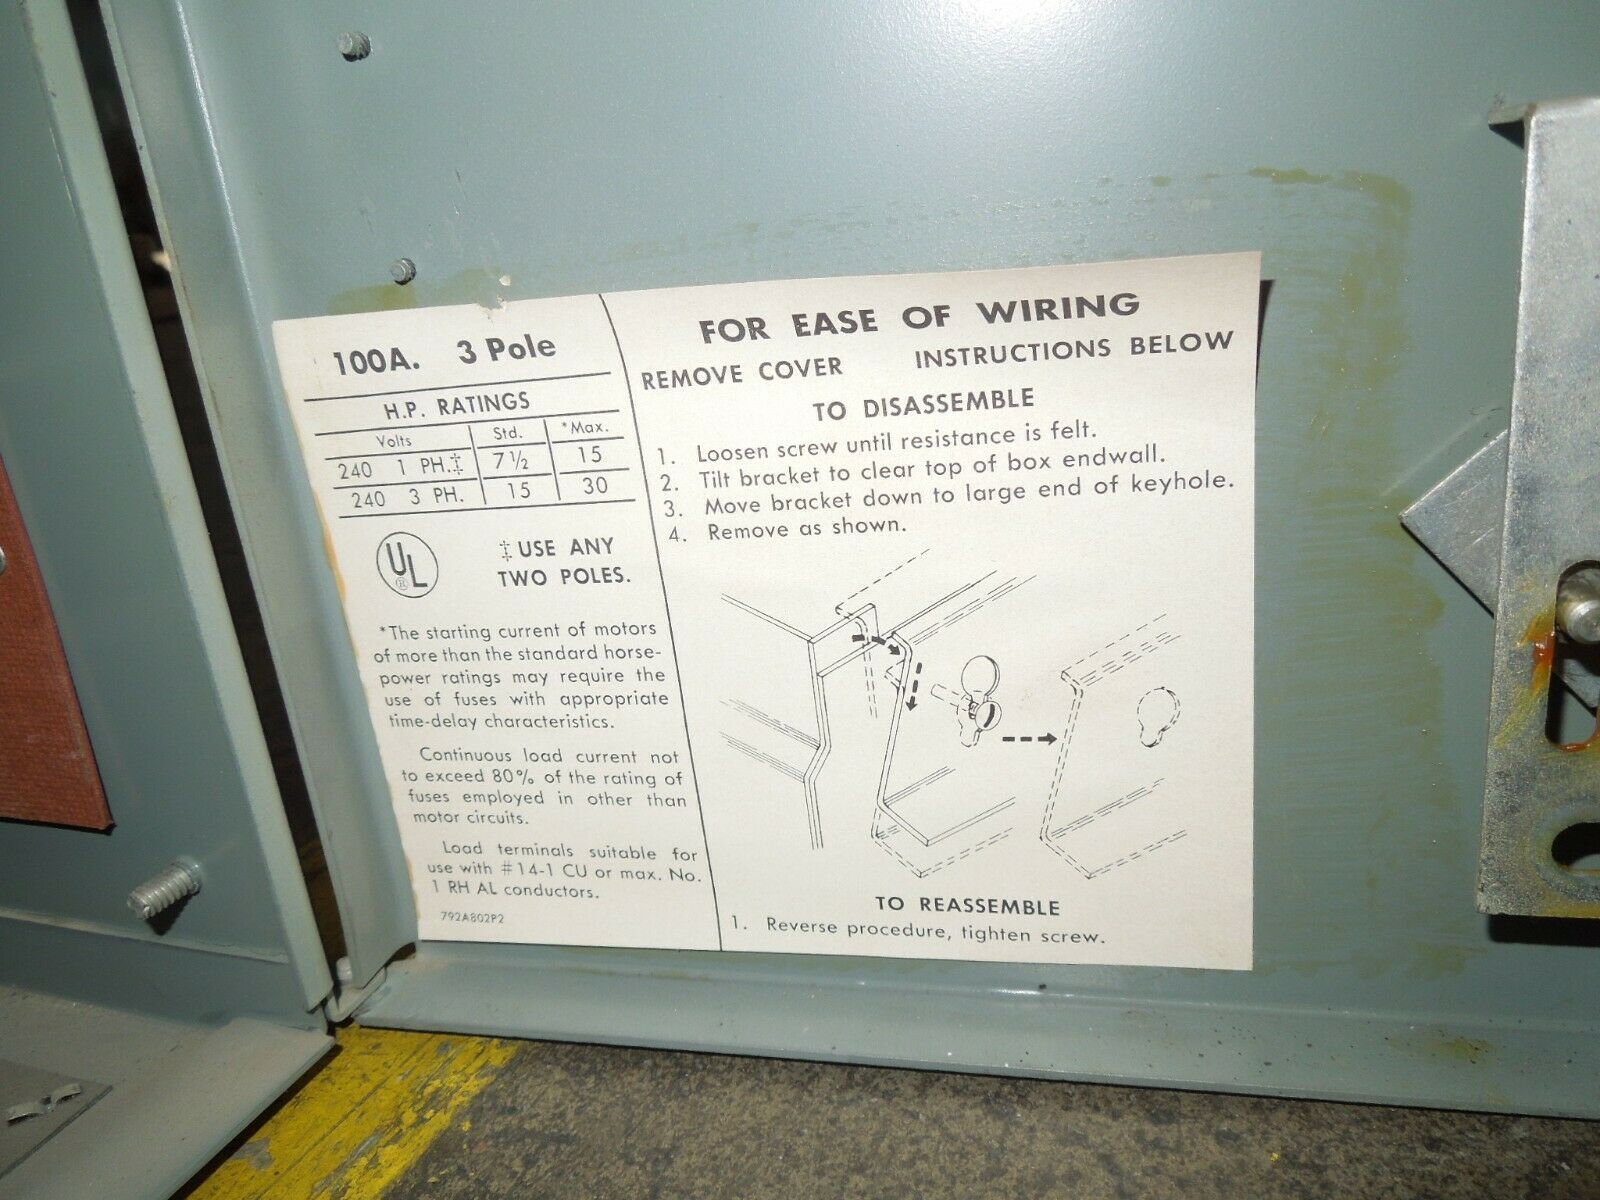 100A. 3 Pole
H.P. RATINGS
Volts Std. *Max.
240 1 PH.‡ 7½ 15
240 3 PH. 15 30
UL
®
‡ USE ANY
TWO POLES.
*The starting current of motors
of more than the standard horse-
power ratings may require the
use of fuses with appropriate
time-delay characteristics.
Continuous load current not
to exceed 80% of the rating of
fuses employed in other than
motor circuits.
Load terminals suitable for
use with #14-1 CU or max. No.
1 RH AL conductors.
792A802P2
FOR EASE OF WIRING
REMOVE COVER INSTRUCTIONS BELOW
TO DISASSEMBLE
1. Loosen screw until resistance is felt.
2. Tilt bracket to clear top of box endwall.
3. Move bracket down to large end of keyhole.
4. Remove as shown.
TO REASSEMBLE
1. Reverse procedure, tighten screw.